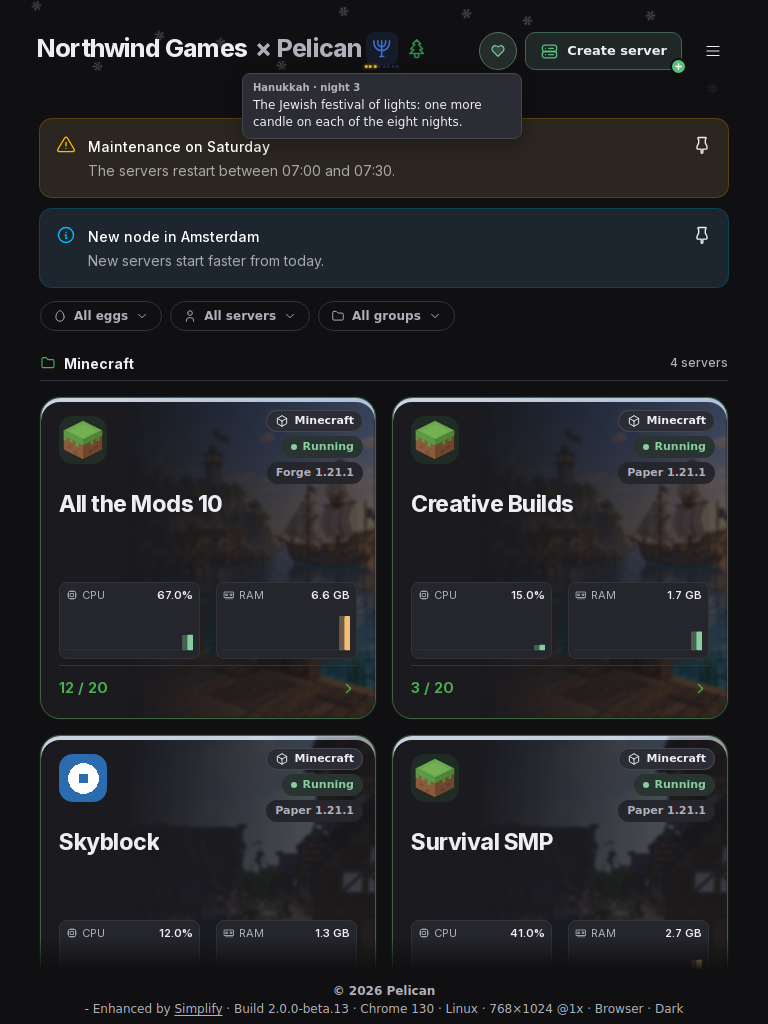 Northwind Games × Pelican
Create server
Hanukkah · night 3
The Jewish festival of lights: one more
candle on each of the eight nights.
Maintenance on Saturday
The servers restart between 07:00 and 07:30.
New node in Amsterdam
New servers start faster from today.
All eggs
All servers
All groups
Minecraft
4 servers
Minecraft
Running
Forge 1.21.1
All the Mods 10
CPU 67.0%
RAM 6.6 GB
12 / 20
Minecraft
Running
Paper 1.21.1
Creative Builds
CPU 15.0%
RAM 1.7 GB
3 / 20
Minecraft
Running
Paper 1.21.1
Skyblock
CPU 12.0%
RAM 1.3 GB
Minecraft
Running
Paper 1.21.1
Survival SMP
CPU 41.0%
RAM 2.7 GB
© 2026 Pelican
- Enhanced by Simplify · Build 2.0.0-beta.13 · Chrome 130 · Linux · 768×1024 @1x · Browser · Dark